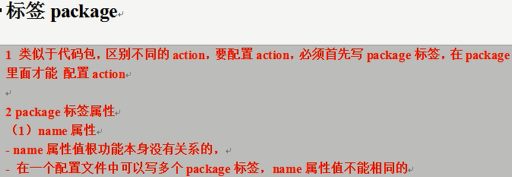 标签 package
1 类似于代码包，区别不同的 action，要配置 action，必须首先写 package 标签，在 package
里面才能 配置 action
2 package 标签属性
（1）name 属性
- name 属性值根功能本身没有关系的，
- 在一个配置文件中可以写多个 package 标签，name 属性值不能相同的